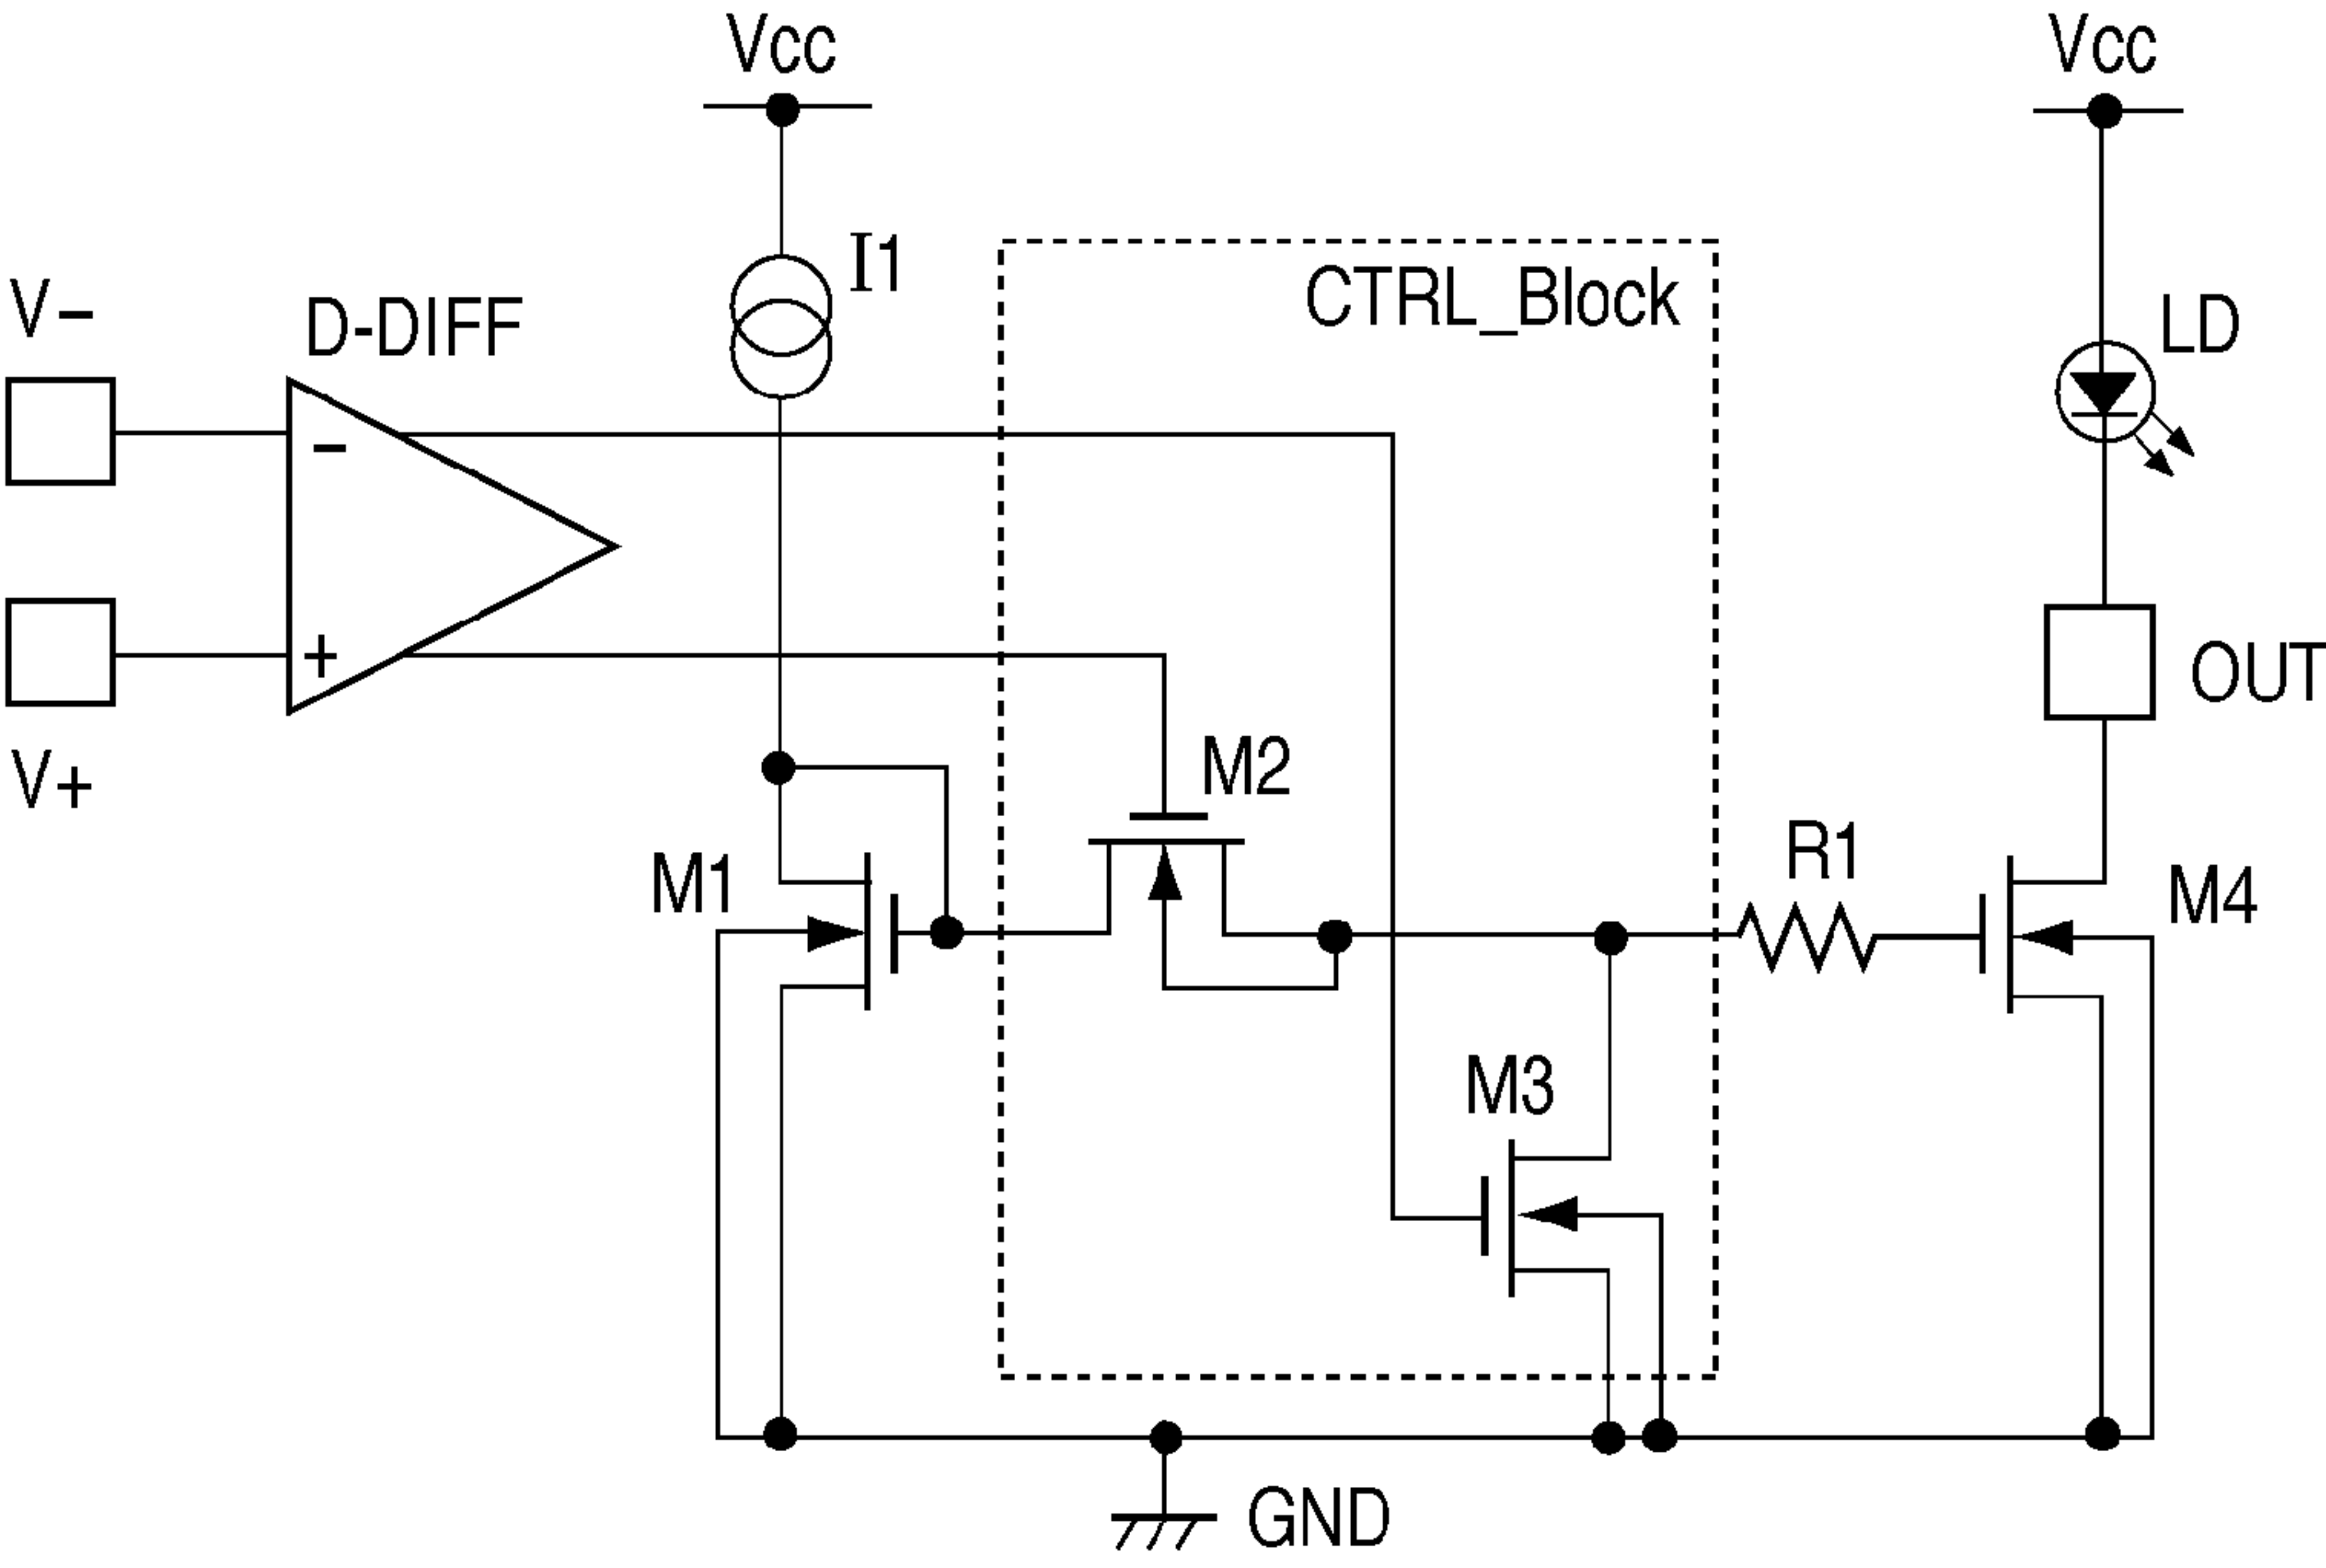 Vcc
Vcc
I1
CTRL_Block
V-
D-DIFF
LD
-
OUT
+
V+
M2
M1
R1
M4
M3
GND